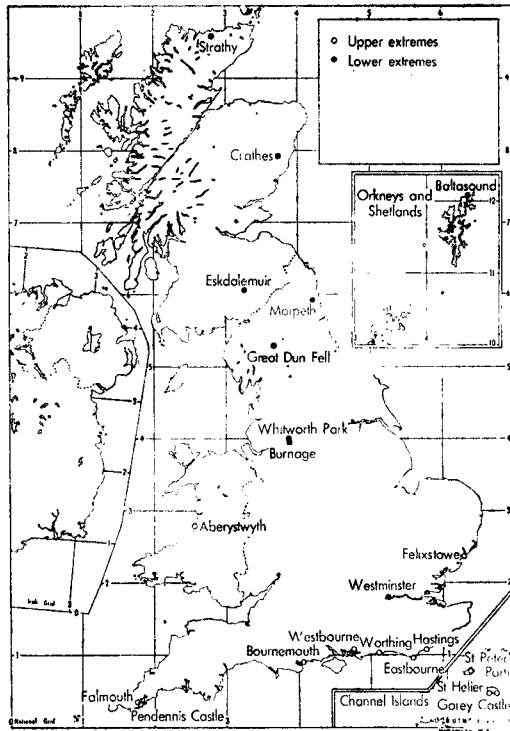 Upper extremes
Lower extremes
Strathy
Crathes
Orkneys and
Shetlands
Baltasound
Eskdalemuir
Morpeth
Great Dun Fell
Whitworth Park
Burnage
Aberystwyth
Felixstowe
Westminster
Westbourne
Bournemouth
Worthing
Hastings
Eastbourne
Falmouth
Pendennis Castle
Channel Islands
St Peter
Port
St Helier
Gorey Castle
Irish Grid
National Grid